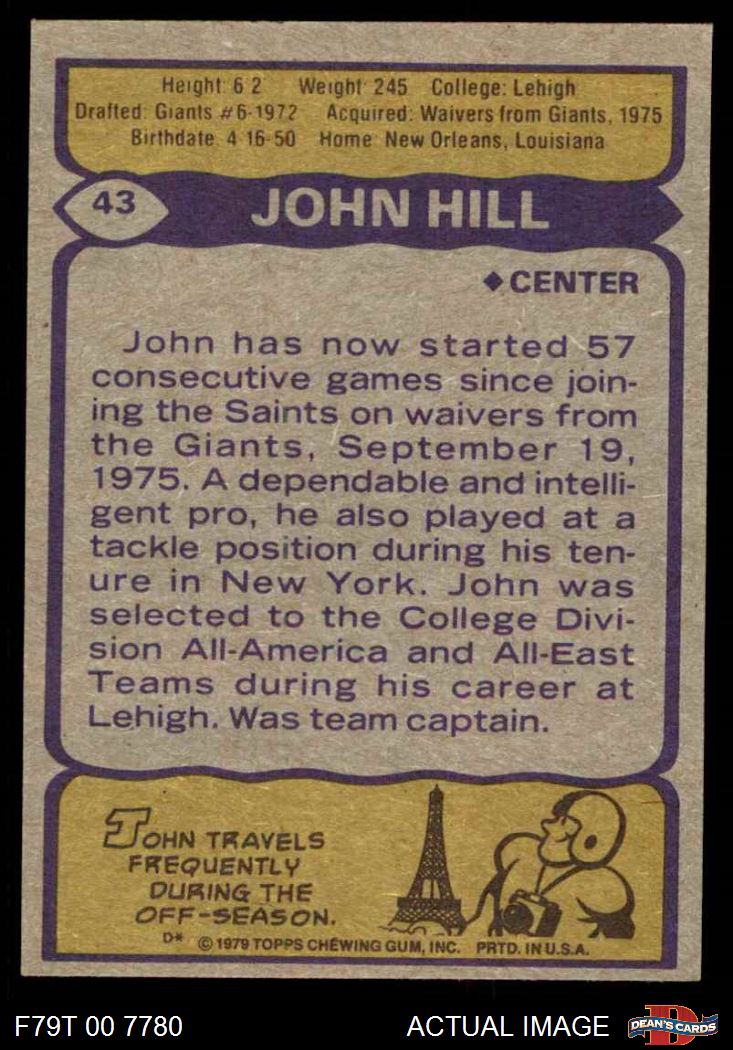 Height: 6 2 Weight: 245 College: Lehigh
Drafted: Giants #6-1972 Acquired: Waivers from Giants, 1975
Birthdate 4 16-50 Home New Orleans, Louisiana
43 JOHN HILL
◆CENTER
John has now started 57
consecutive games since join-
ing the Saints on waivers from
the Giants, September 19,
1975. A dependable and intelli-
gent pro, he also played at a
tackle position during his ten-
ure in New York. John was
selected to the College Divi-
sion All-America and All-East
Teams during his career at
Lehigh. Was team captain.
JOHN TRAVELS
FREQUENTLY
DURING THE
OFF-SEASON.
D* © 1979 TOPPS CHEWING GUM, INC. PRTD. IN U.S.A.
F79T 00 7780 ACTUAL IMAGE D DEAN'S CARDS